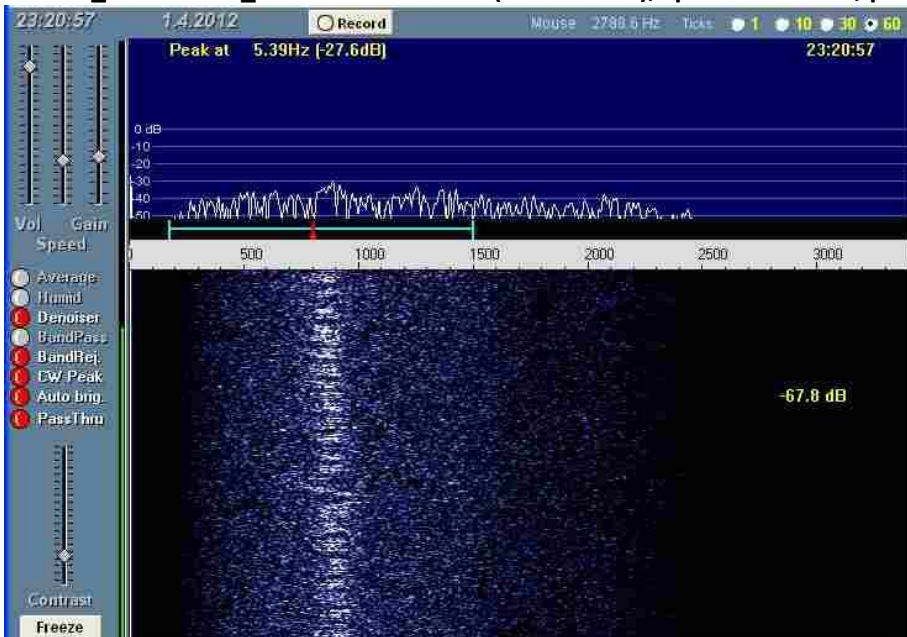 23:20:57 1.4.2012 Record Mouse 2788.6 Hz Ticks 1 10 30 60
Peak at 5.39Hz (-27.6dB) 23:20:57
0 dB
-10
-20
-30
-40
-50
Vol Gain
Speed
500 1000 1500 2000 2500 3000
Average
Humid
Denoiser
BandPass
BandRej.
CW Peak
Auto brig.
PassThru
-67.8 dB
Contrast
Freeze